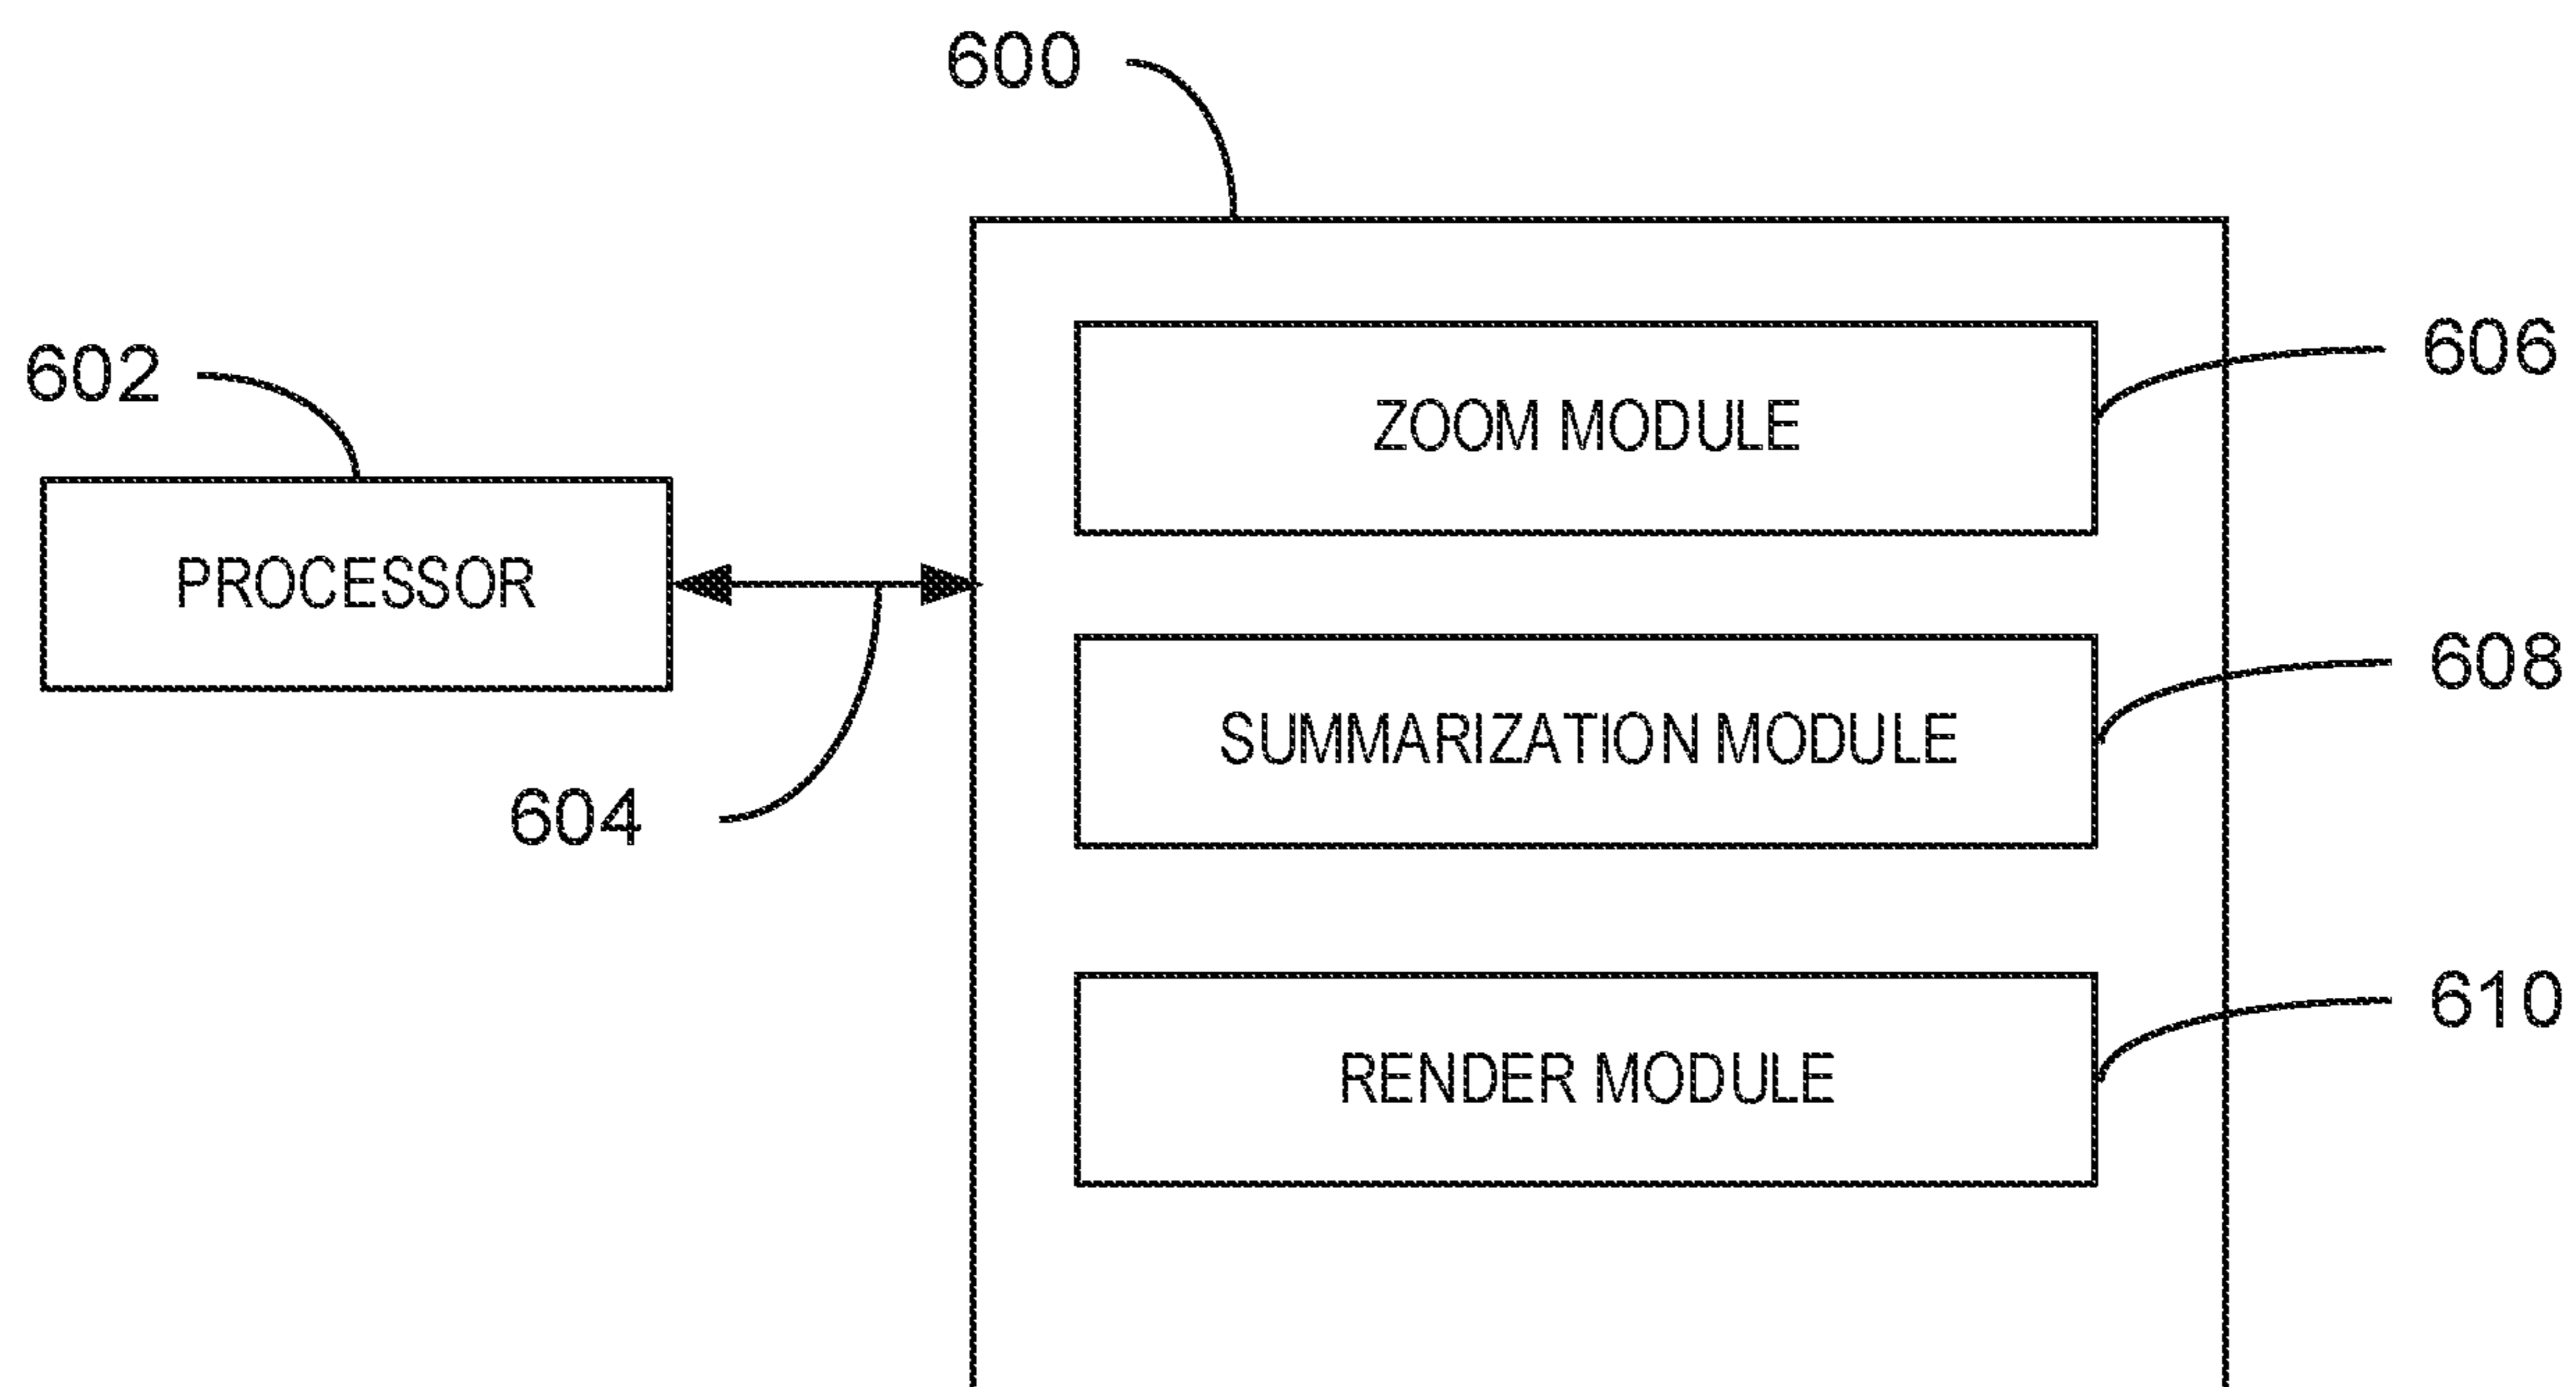 600
602
606
ZOOM MODULE
PROCESSOR
604
608
SUMMARIZATION MODULE
610
RENDER MODULE